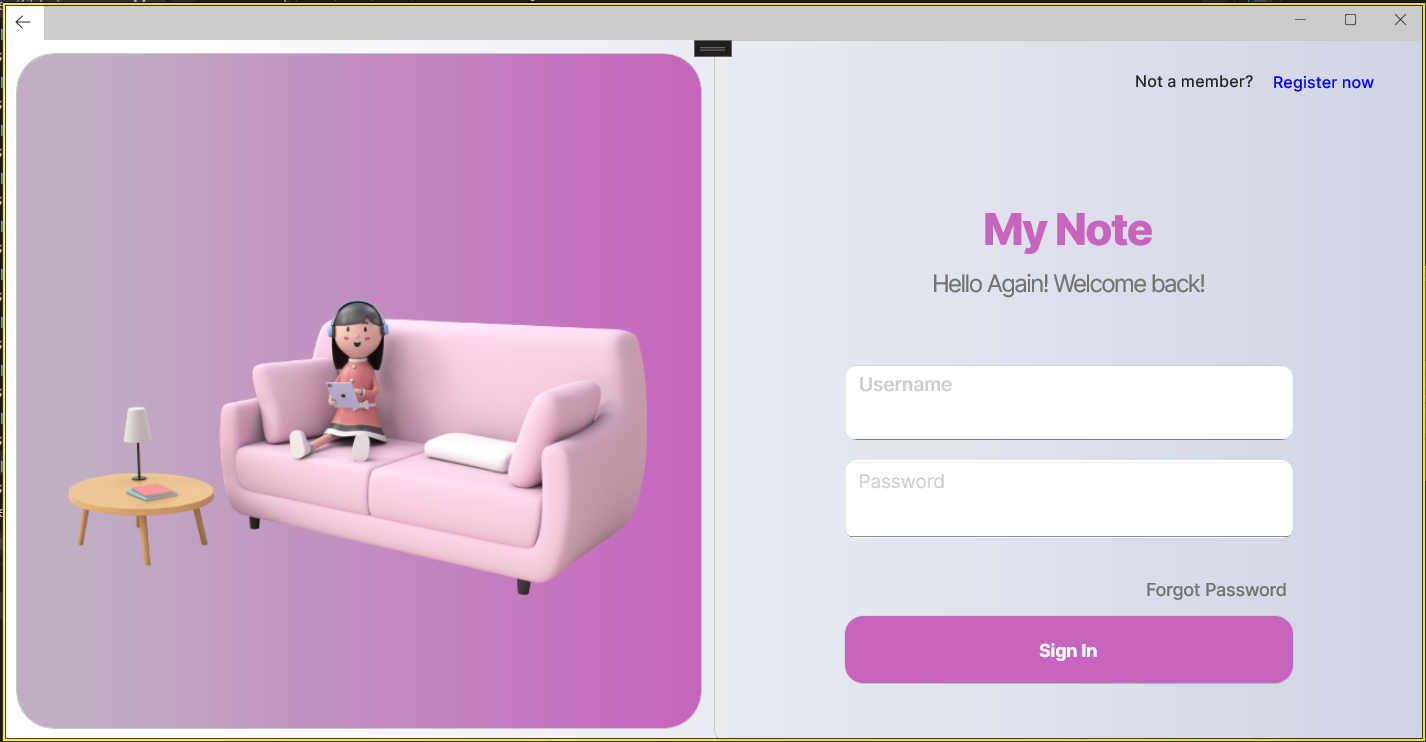 Not a member? Register now
My Note
Hello Again! Welcome back!
Username
Password
Forgot Password
Sign In